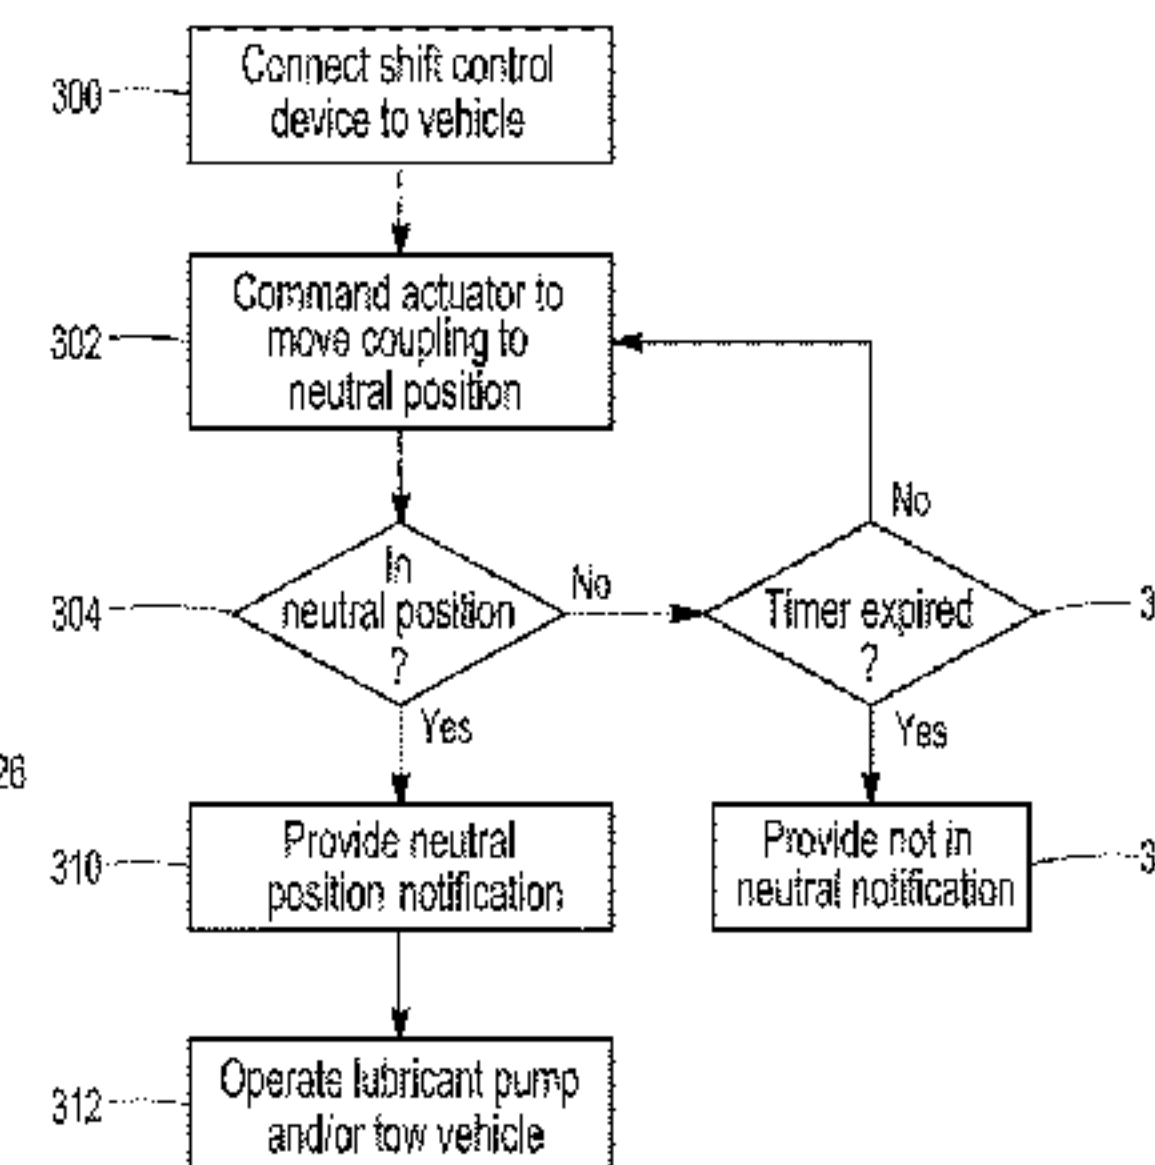 300
Connect shift control
device to vehicle
302
Command actuator to
move coupling to
neutral position
No
304
In
neutral position
?
No
Timer expired
?
3
Yes
Yes
26
310
Provide neutral
position notification
Provide not in
neutral notification
3
312
Operate lubricant pump
and/or tow vehicle